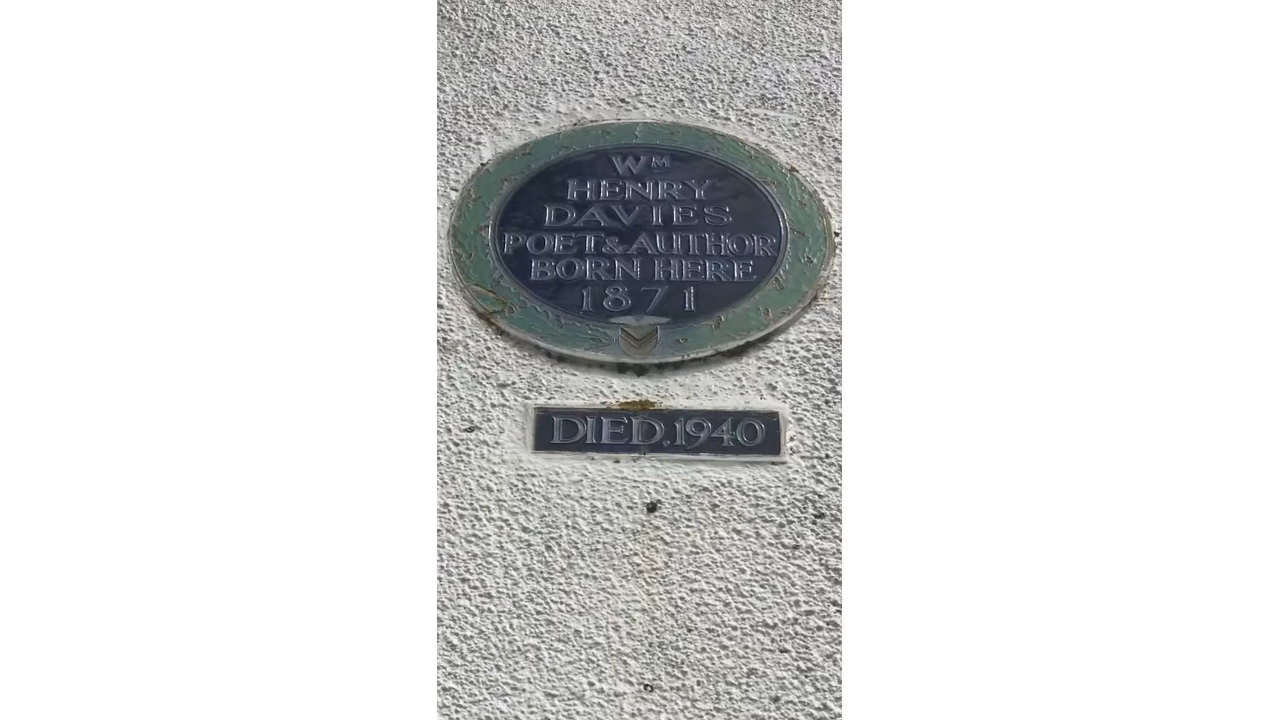 WM
HENRY
DAVIES
POET & AUTHOR
BORN HERE
1871
DIED. 1940